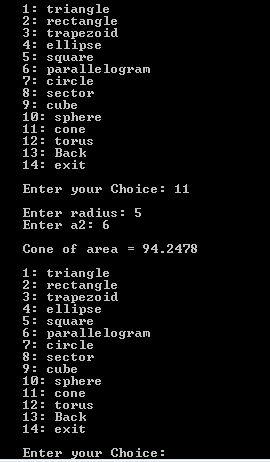 1: triangle
2: rectangle
3: trapezoid
4: ellipse
5: square
6: parallelogram
7: circle
8: sector
9: cube
10: sphere
11: cone
12: torus
13: Back
14: exit
Enter your Choice: 11
Enter radius: 5
Enter a2: 6
Cone of area = 94.2478
1: triangle
2: rectangle
3: trapezoid
4: ellipse
5: square
6: parallelogram
7: circle
8: sector
9: cube
10: sphere
11: cone
12: torus
13: Back
14: exit
Enter your Choice: